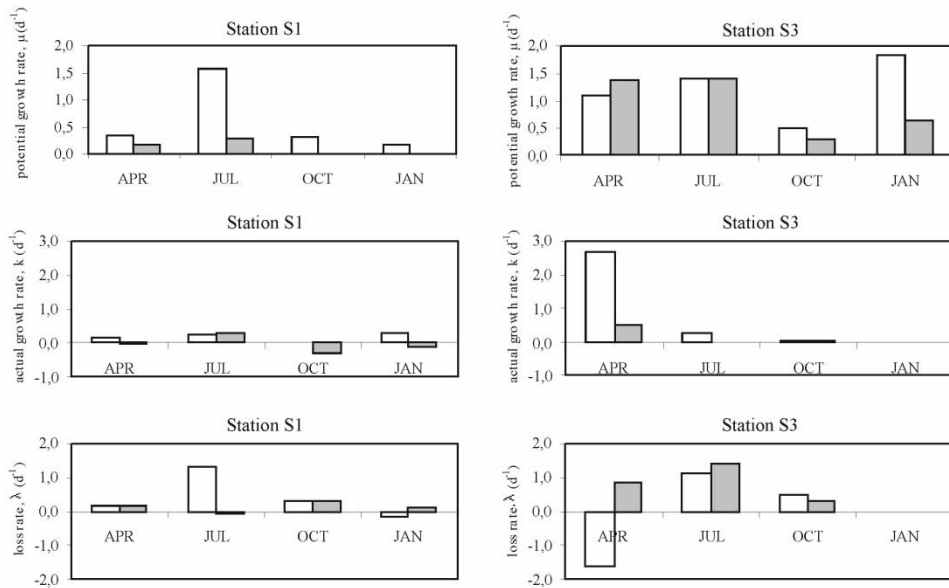 Station S1
potential growth rate, µ(d-1)
2,0
1,5
1,0
0,5
0,0
APR JUL OCT JAN
Station S3
potential growth rate, µ(d-1)
2,0
1,5
1,0
0,5
0,0
APR JUL OCT JAN
Station S1
actual growth rate, k (d-1)
3,0
2,0
1,0
0,0
-1,0
APR JUL OCT JAN
Station S3
actual growth rate, k (d-1)
3,0
2,0
1,0
0,0
-1,0
APR JUL OCT JAN
Station S1
loss rate, λ (d-1)
2,0
1,0
0,0
-1,0
-2,0
APR JUL OCT JAN
Station S3
loss rate, λ (d-1)
2,0
1,0
0,0
-1,0
-2,0
APR JUL OCT JAN